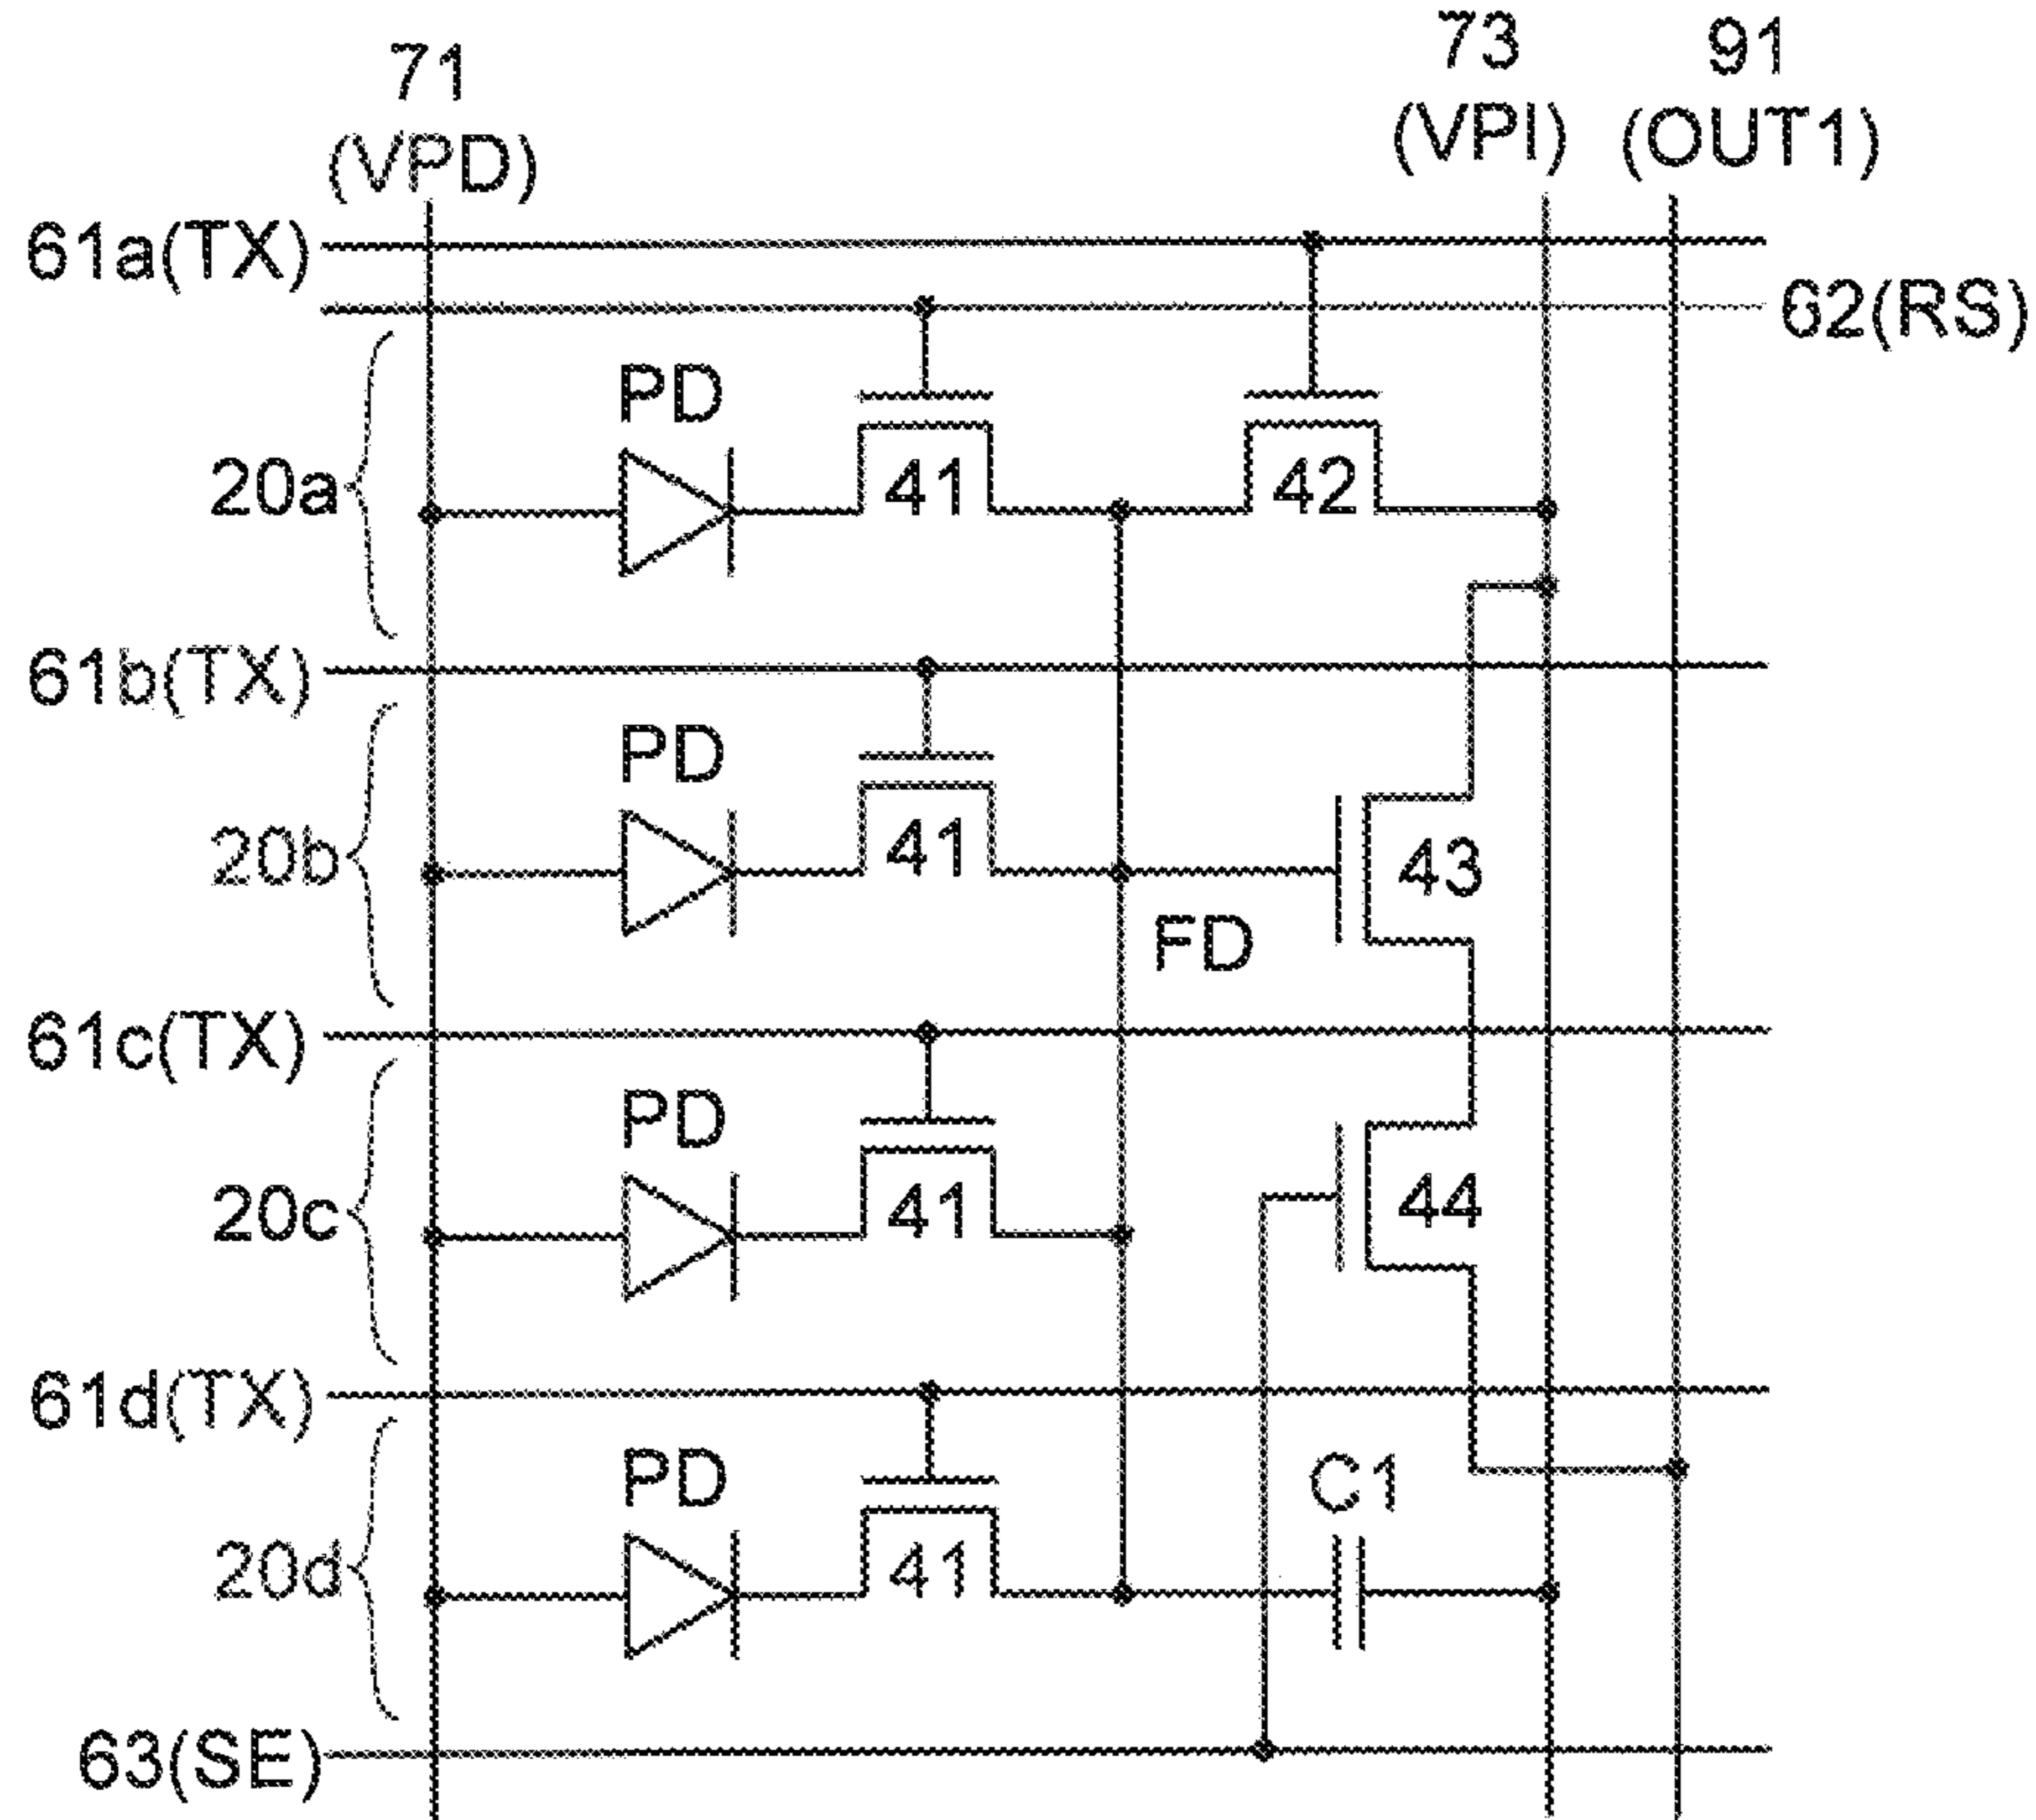 71
(VPD)
73
(VPI)
91
(OUT1)
61a(TX)
62(RS)
PD
20a
41
42
61b(TX)
PD
20b
41
43
FD
61c(TX)
PD
20c
41
44
61d(TX)
PD
C1
20d
41
63(SE)